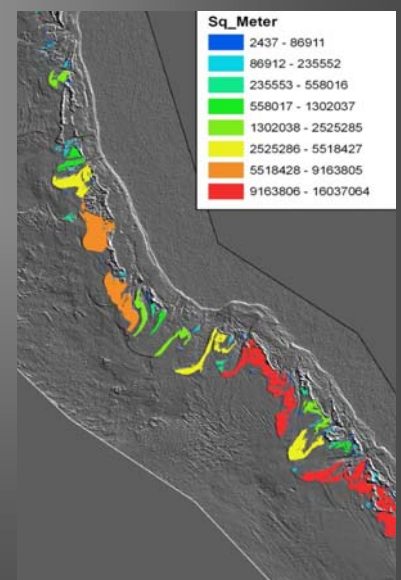 Sq_Meter
2437 - 86911
86912 - 235552
235553 - 558016
558017 - 1302037
1302038 - 2525285
2525286 - 5518427
5518428 - 9163805
9163806 - 16037064